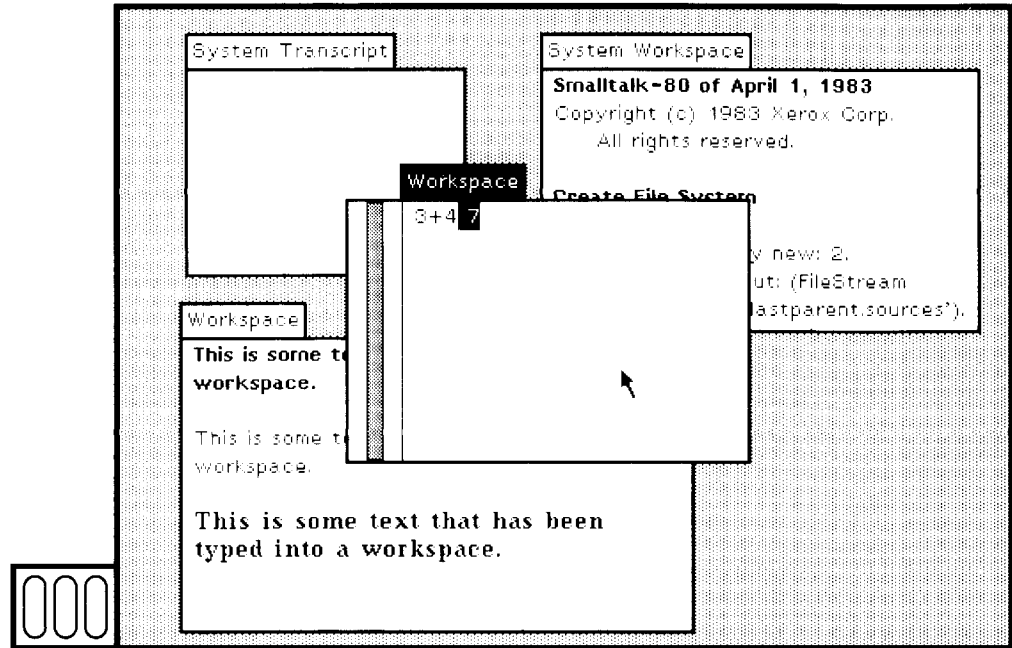 System Transcript
System Workspace
Smalltalk-80 of April 1, 1983
Copyright (c) 1983 Xerox Corp.
All rights reserved.
Create File System
y new: 2.
ut: (FileStream
lastparent.sources').
Workspace
3+4 7
Workspace
This is some te
workspace.
This is some t
workspace.
This is some text that has been
typed into a workspace.